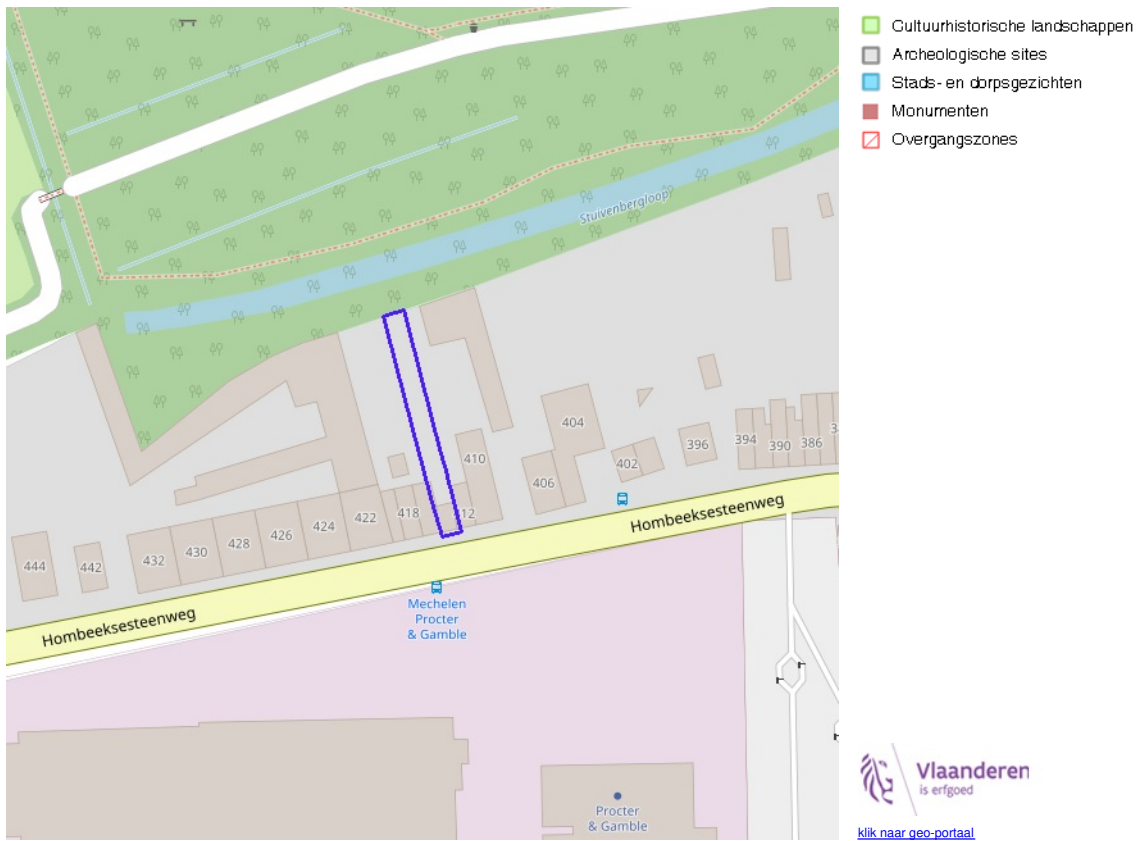 Cultuurhistorische landschappen
Archeologische sites
Stads- en dorpsgezichten
Monumenten
Overgangszones
Stuivenbergloop
404
410
402
396
394
390
386
406
418
12
422
424
426
428
430
432
442
444
Hombeeksesteenweg
Hombeeksesteenweg
Mechelen
Procter
& Gamble
Procter
& Gamble
Vlaanderen
is erfgoed
klik naar geo-portaal